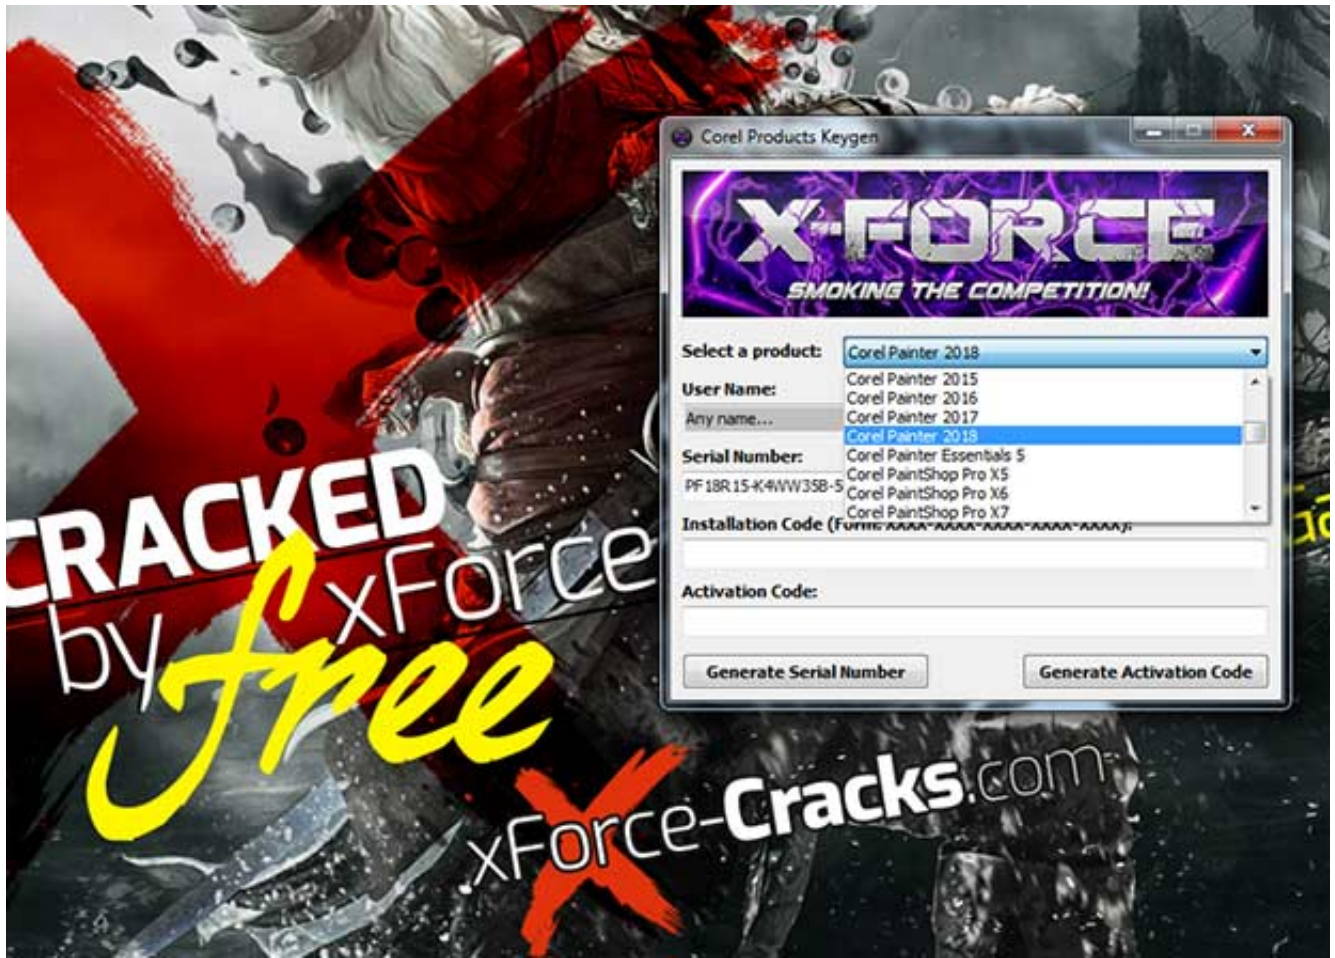 CRACKED
by xForce
free
xForce-Cracks.com
Corel Products Keygen
X-FORCE
SMOKING THE COMPETITION!
Select a product: Corel Painter 2018
Corel Painter 2015
User Name:
Corel Painter 2016
Any name...
Corel Painter 2017
Corel Painter 2018
Serial Number:
Corel Painter Essentials 5
Corel PaintShop Pro X5
PF18R15-K4WW35B-5
Corel PaintShop Pro X6
Corel PaintShop Pro X7
Installation Code
Activation Code:
Generate Serial Number
Generate Activation Code